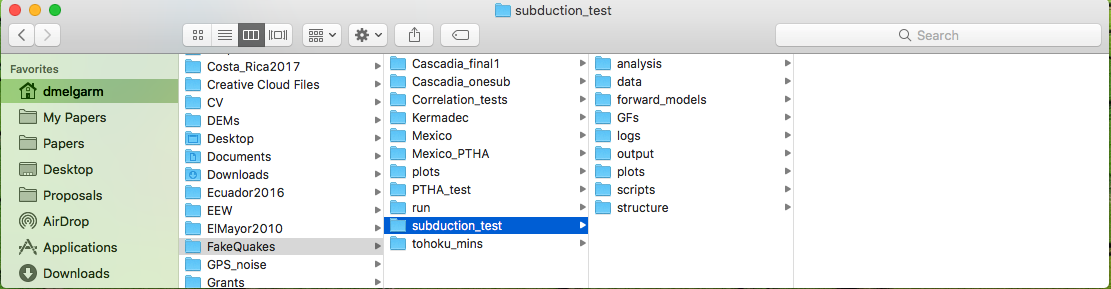 subduction_test
Search
Favorites
dmelgarm
My Papers
Papers
Desktop
Proposals
AirDrop
Applications
Downloads
Costa_Rica2017
Creative Cloud Files
CV
DEMs
Desktop
Documents
Downloads
Ecuador2016
EEW
ElMayor2010
FakeQuakes
GPS_noise
Grants
Cascadia_final1
Cascadia_onesub
Correlation_tests
Kermadec
Mexico
Mexico_PTHA
plots
PTHA_test
run
subduction_test
tohoku_mins
analysis
data
forward_models
GFs
logs
output
plots
scripts
structure